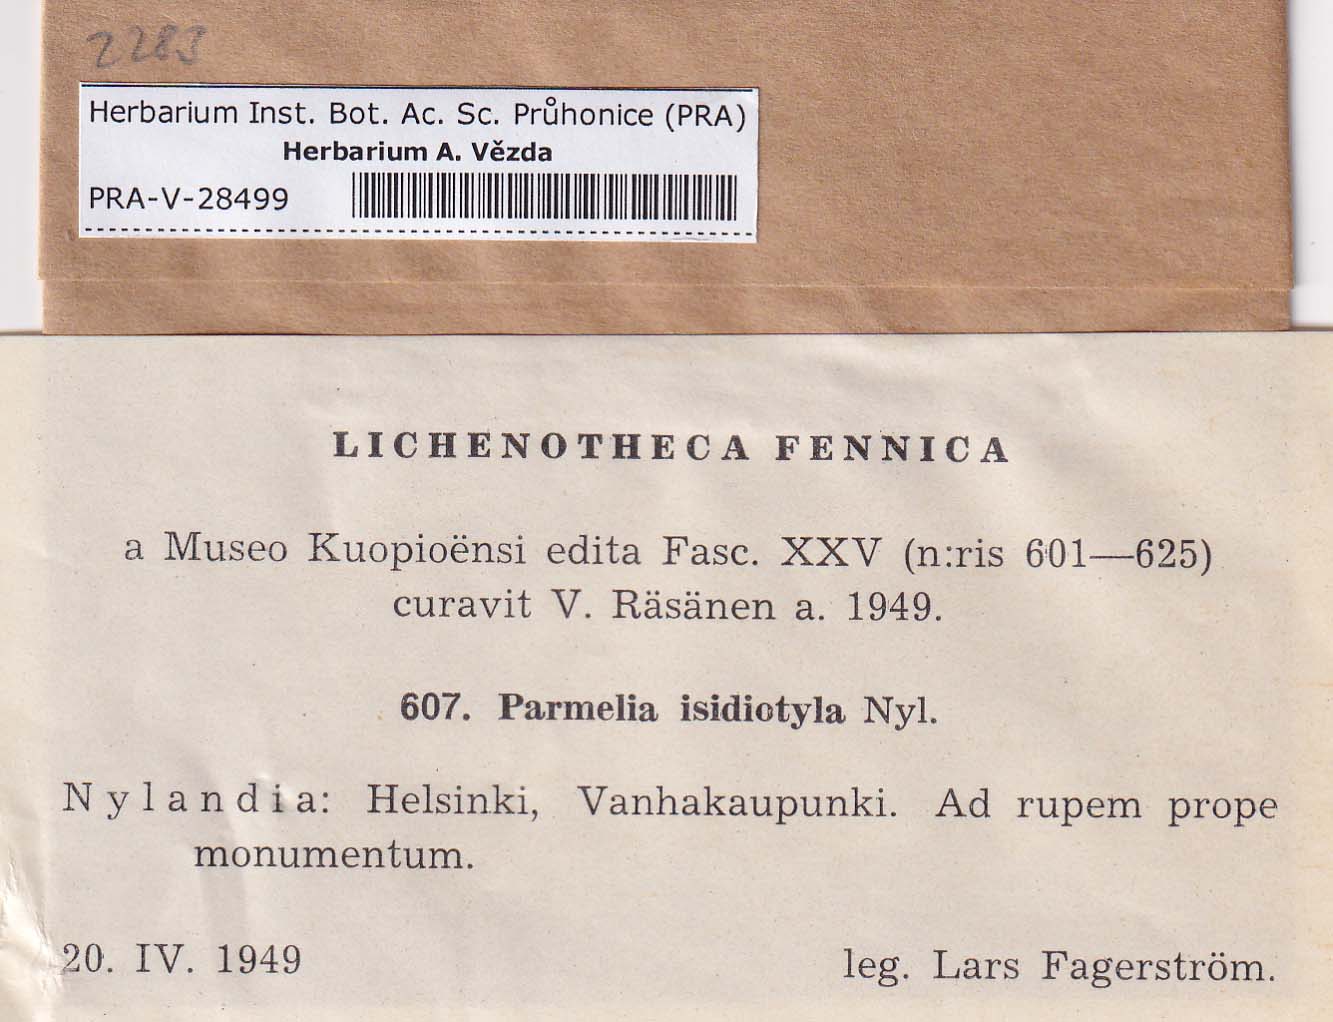 2283
Herbarium Inst. Bot. Ac. Sc. Průhonice (PRA)
Herbarium A. Vězda
PRA-V-28499
LICHENOTHECA FENNICA
a Museo Kuopioënsi edita Fasc. XXV (n:ris 601—625)
curavit V. Räsänen a. 1949.
607. Parmelia isidiotyla Nyl.
Nylandia: Helsinki, Vanhakaupunki. Ad rupem prope
monumentum.
20. IV. 1949
leg. Lars Fagerström.